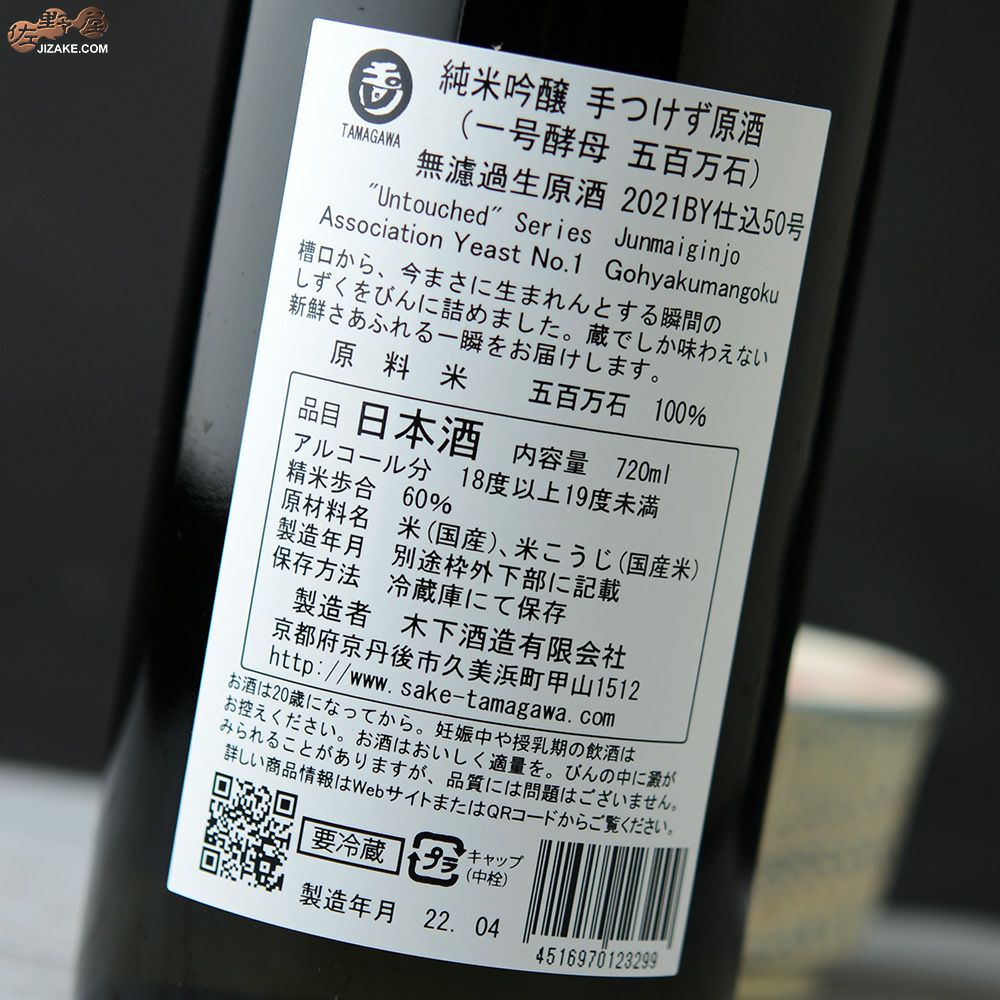 佐野屋
JIZAKE.COM
TAMAGAWA
純米吟醸 手つけず原酒
(一号酵母 五百万石)
無濾過生原酒 2021BY仕込50号
"Untouched" Series Junmaiginjo
Association Yeast No.1 Gohyakumangoku
槽口から、今まさに生まれんとする瞬間の
しずくをびんに詰めました。蔵でしか味わえない
新鮮さあふれる一瞬をお届けします。
原料米 五百万石 100%
品目 日本酒 内容量 720ml
アルコール分 18度以上19度未満
精米歩合 60%
原材料名 米(国産)、米こうじ(国産米)
製造年月 別途枠外下部に記載
保存方法 冷蔵庫にて保存
製造者 木下酒造有限会社
京都府京丹後市久美浜町甲山1512
http://www.sake-tamagawa.com
お酒は20歳になってから。妊娠中や授乳期の飲酒は
お控えください。お酒はおいしく適量を。びんの中に澱が
みられることがありますが、品質には問題はございません。
詳しい商品情報はWebサイトまたはQRコードからご覧ください。
要冷蔵 プラ キャップ
(中栓)
製造年月 22. 04
4516970123299